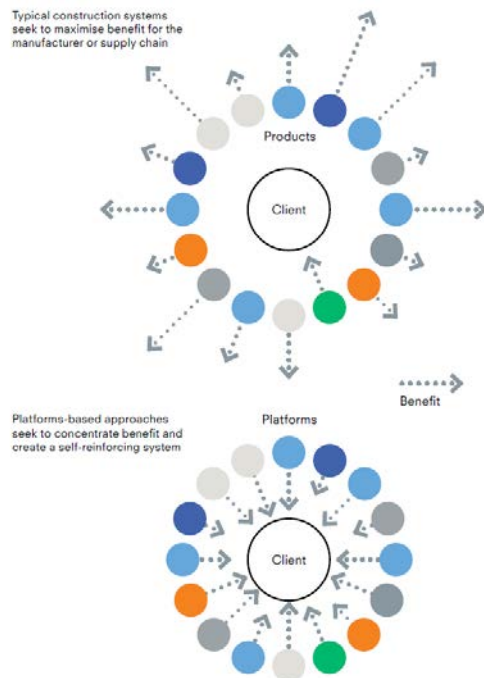 Typical construction systems
seek to maximise benefit for the
manufacturer or supply chain
Products
Client
Benefit
Platforms-based approaches
seek to concentrate benefit and
create a self-reinforcing system
Platforms
Client